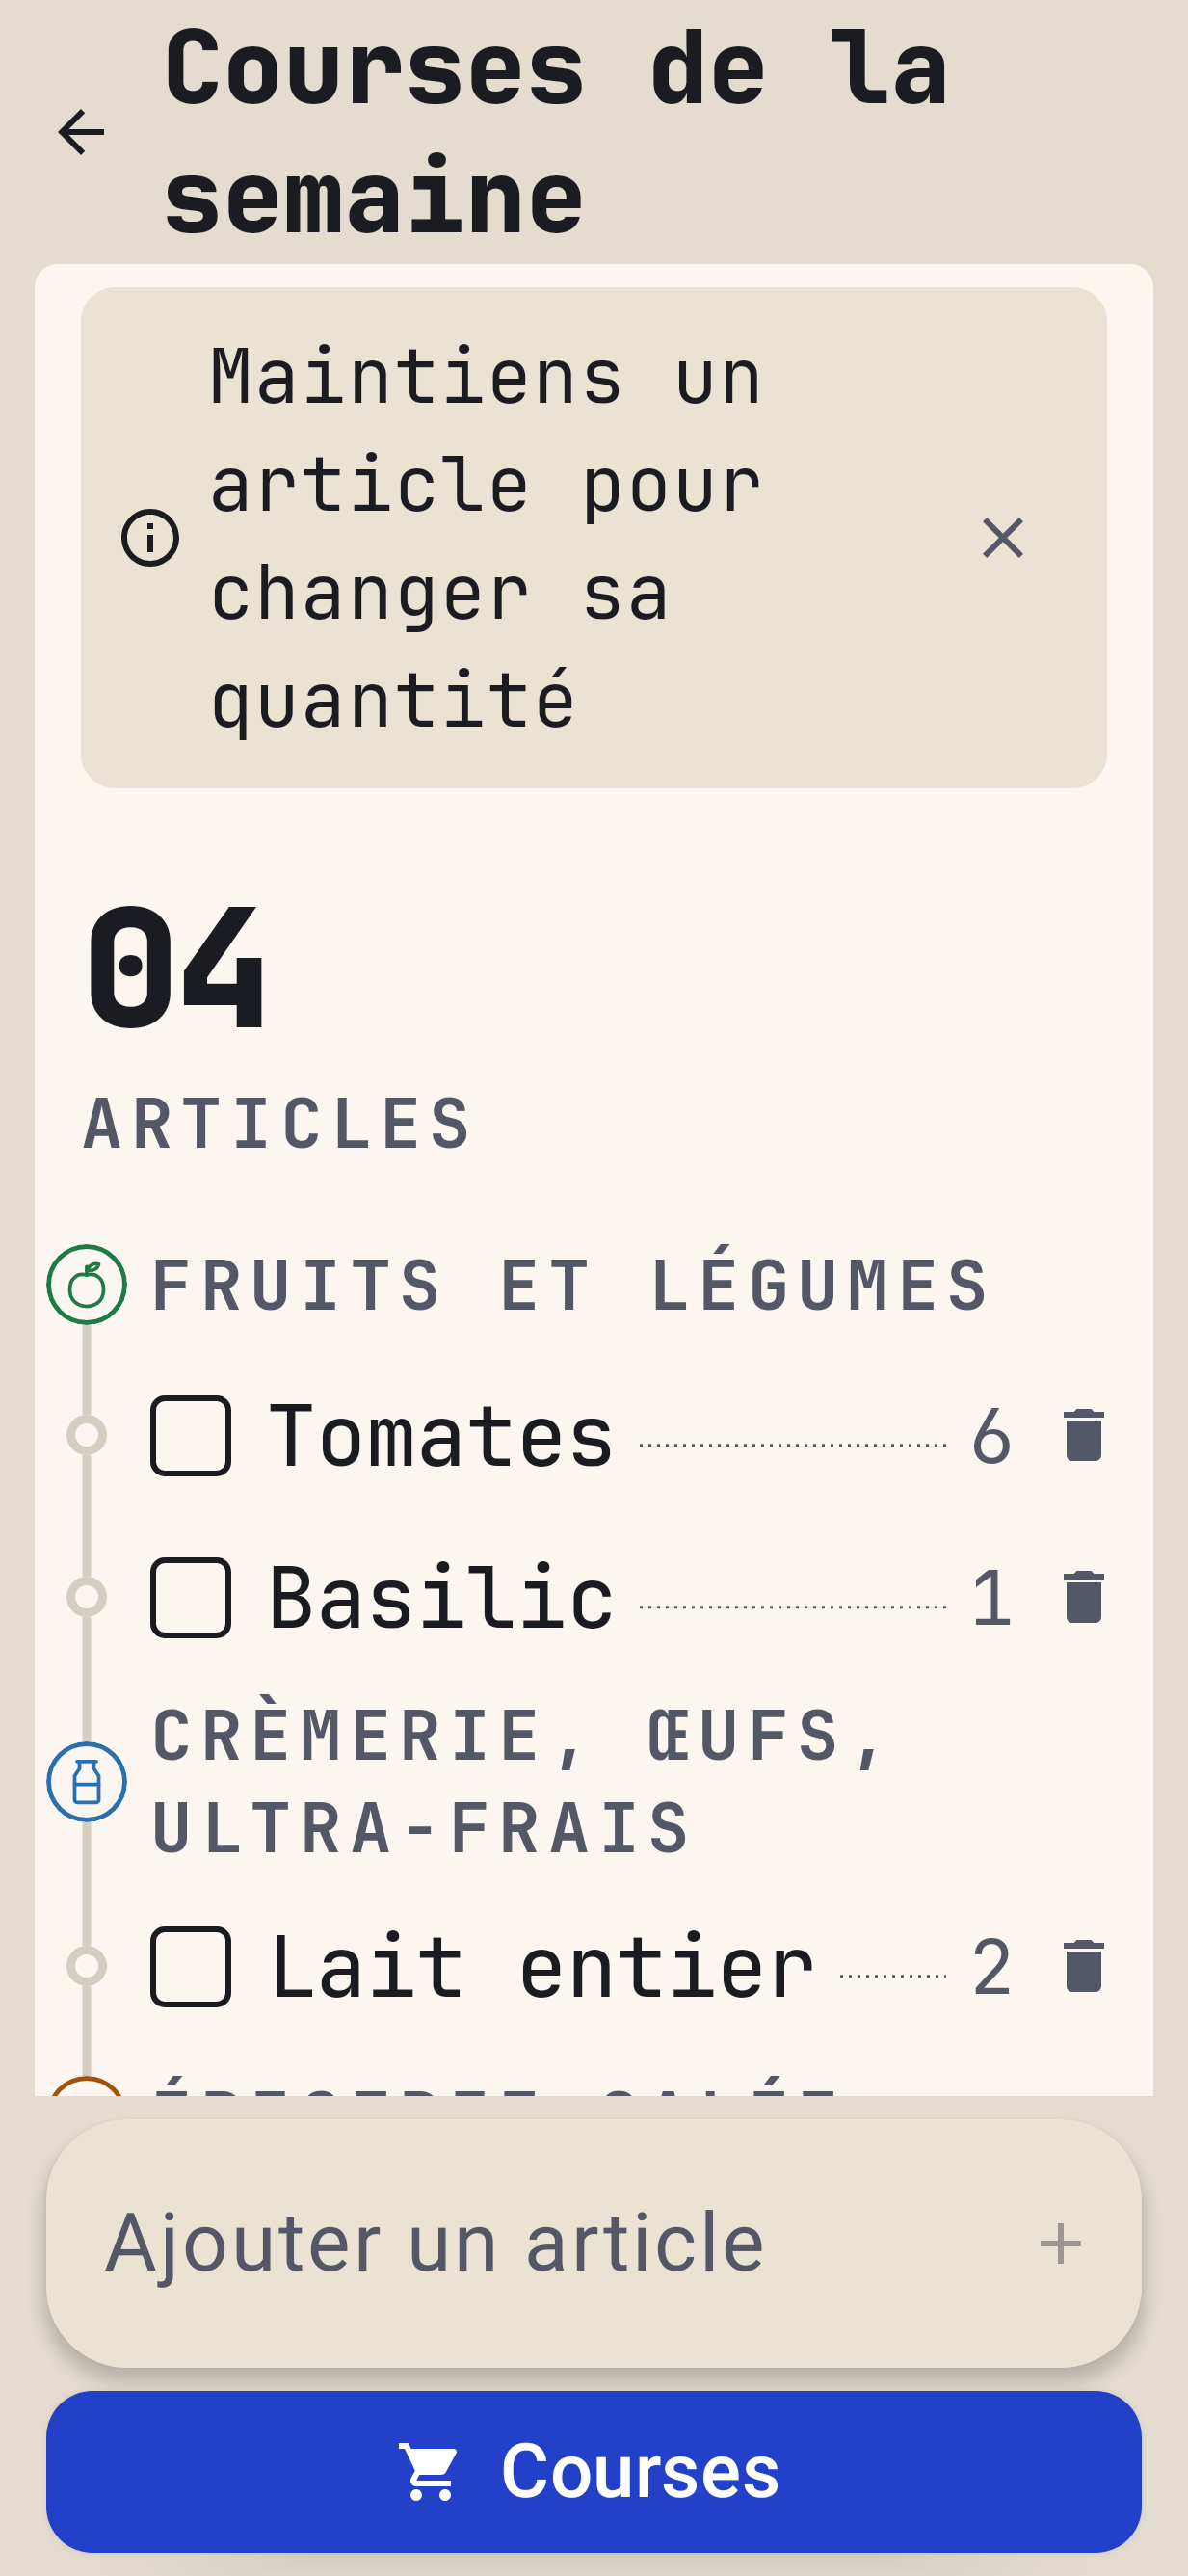 Courses de la
semaine
Maintiens un
article pour
changer sa
quantité
04
ARTICLES
FRUITS ET LÉGUMES
Tomates 6
Basilic 1
CRÈMERIE, ŒUFS,
ULTRA-FRAIS
Lait entier 2
Ajouter un article
Courses